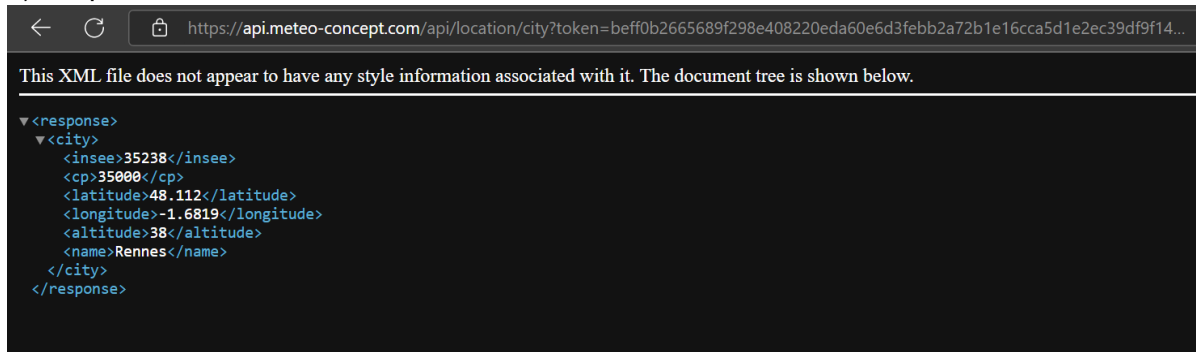 https://api.meteo-concept.com/api/location/city?token=beff0b2665689f298e408220eda60e6d3febb2a72b1e16cca5d1e2ec39df9f14...
This XML file does not appear to have any style information associated with it. The document tree is shown below.
▼<response>
▼<city>
<insee>35238</insee>
<cp>35000</cp>
<latitude>48.112</latitude>
<longitude>-1.6819</longitude>
<altitude>38</altitude>
<name>Rennes</name>
</city>
</response>